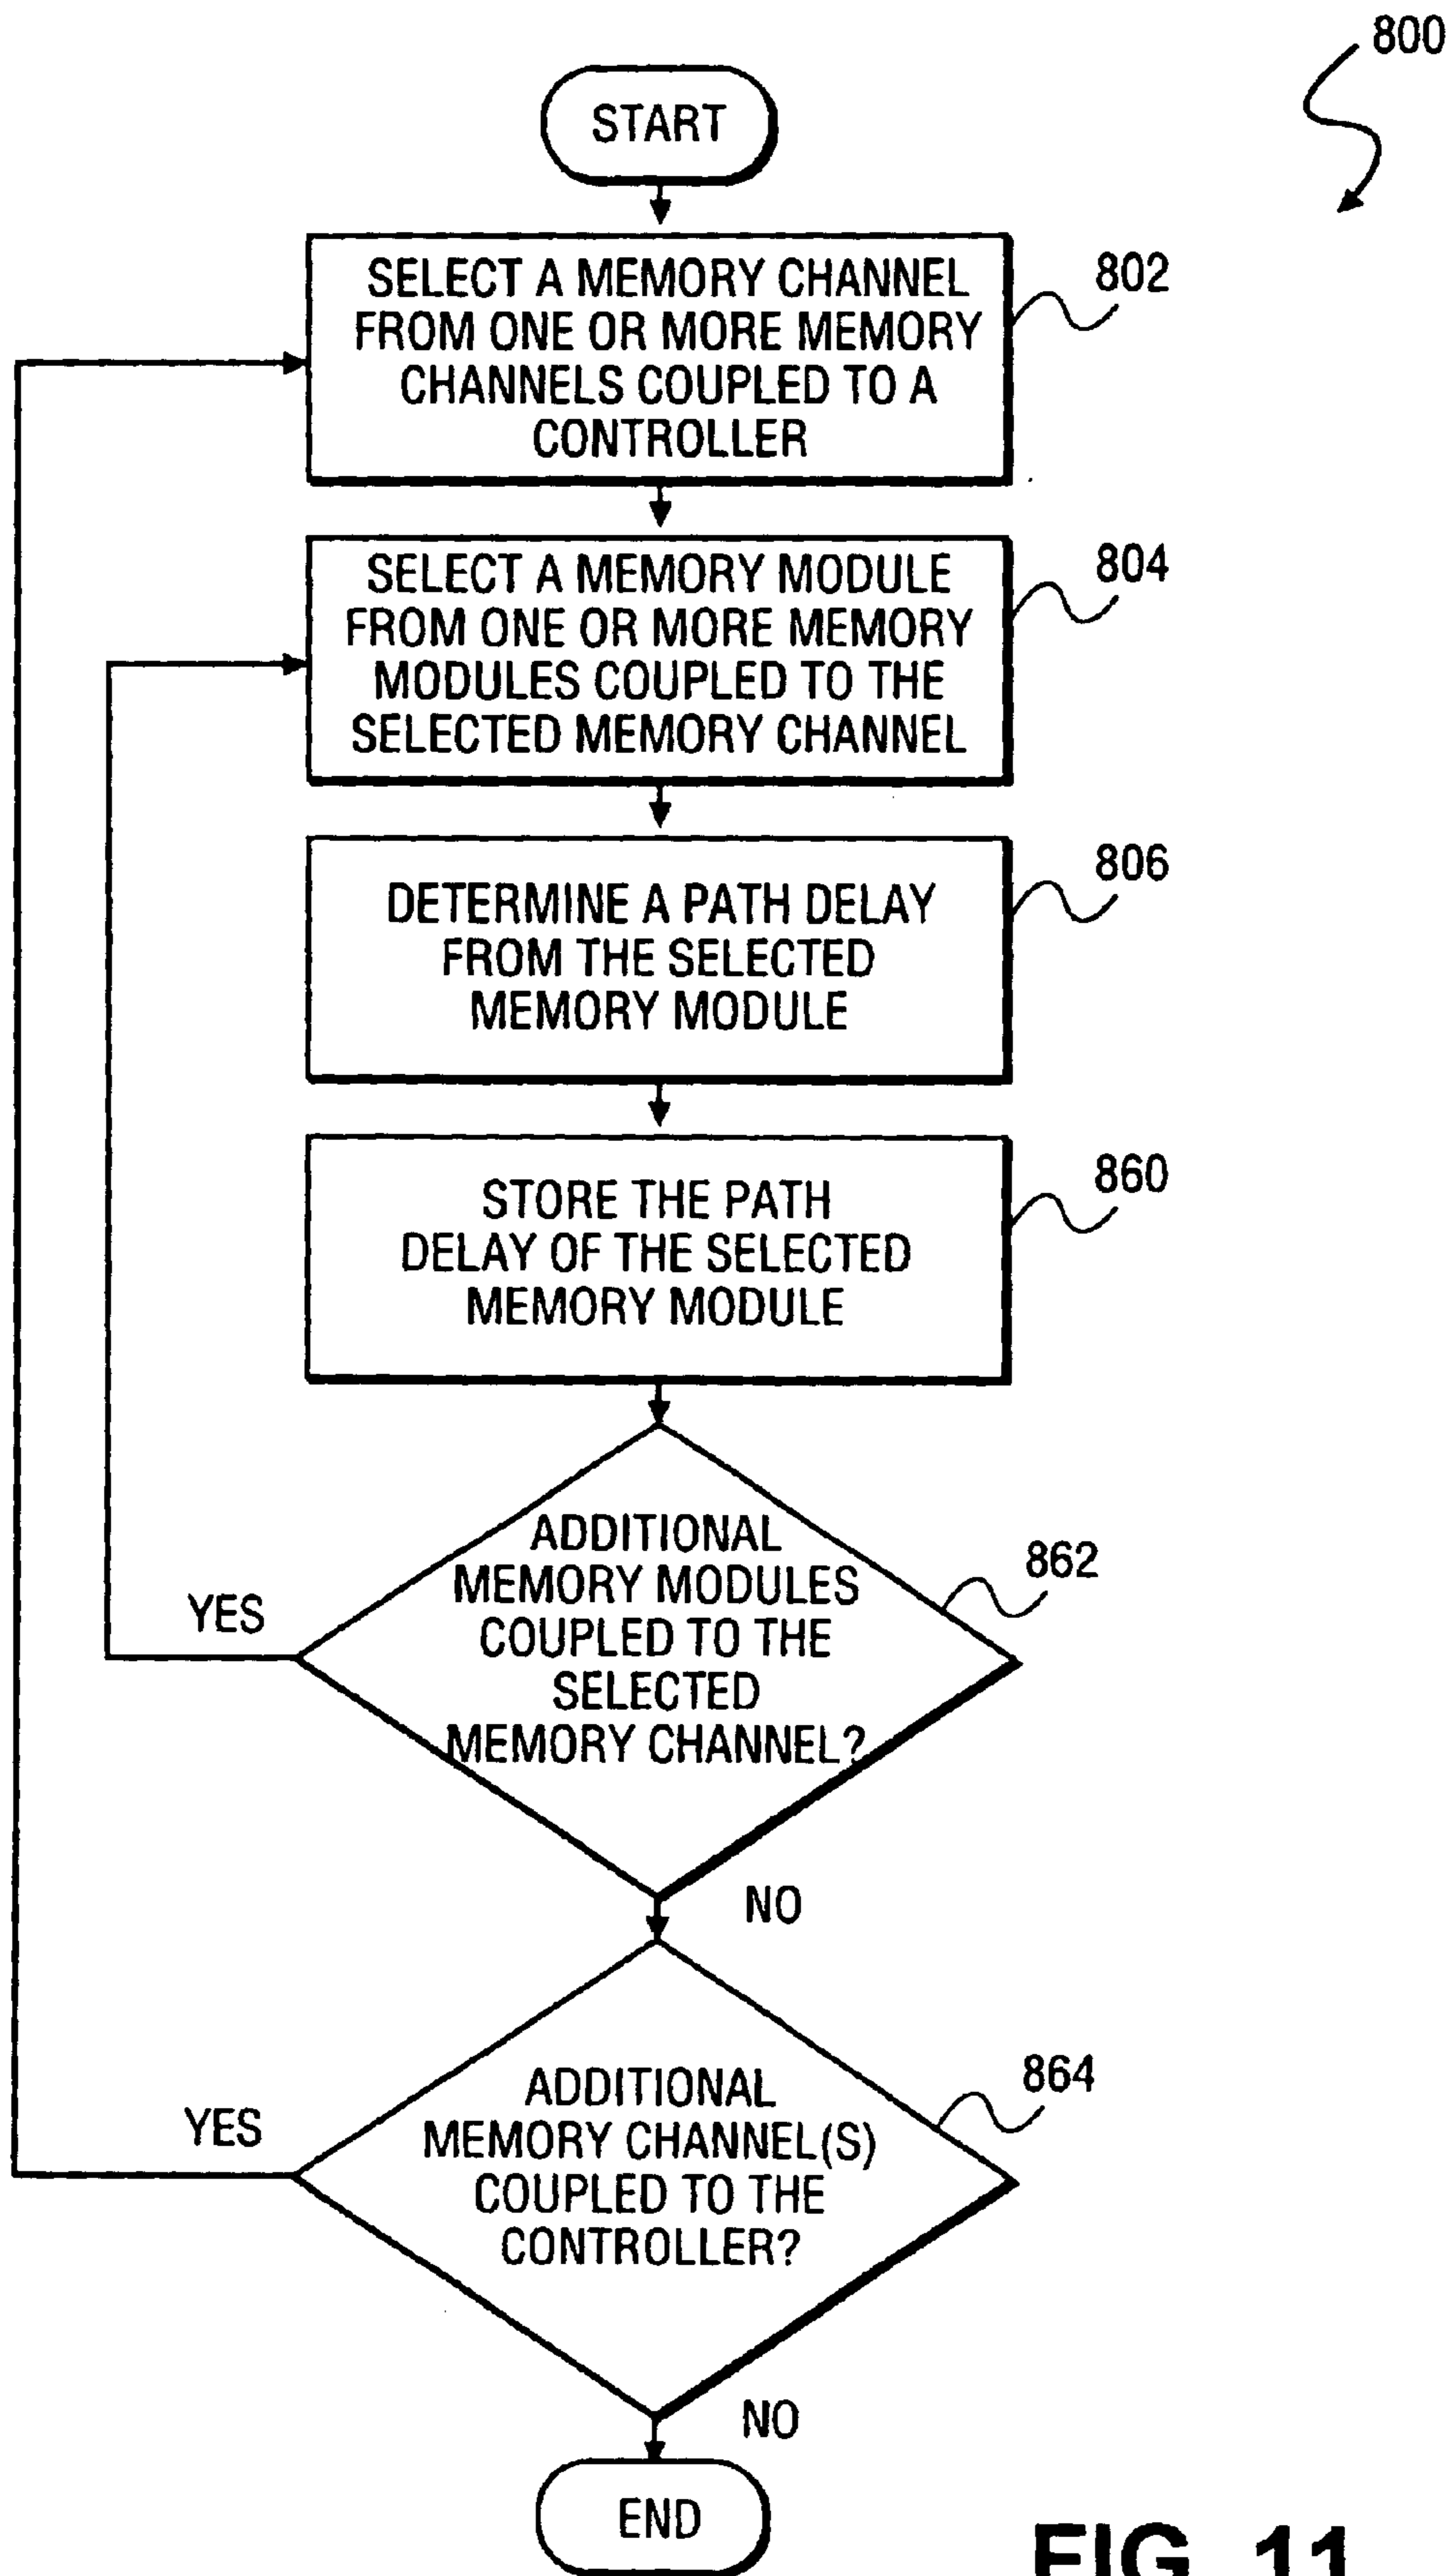 800
START
SELECT A MEMORY CHANNEL
FROM ONE OR MORE MEMORY
CHANNELS COUPLED TO A
CONTROLLER
802
SELECT A MEMORY MODULE
FROM ONE OR MORE MEMORY
MODULES COUPLED TO THE
SELECTED MEMORY CHANNEL
804
DETERMINE A PATH DELAY
FROM THE SELECTED
MEMORY MODULE
806
STORE THE PATH
DELAY OF THE SELECTED
MEMORY MODULE
860
ADDITIONAL
MEMORY MODULES
COUPLED TO THE
SELECTED
MEMORY CHANNEL?
862
YES
NO
ADDITIONAL
MEMORY CHANNEL(S)
COUPLED TO THE
CONTROLLER?
864
YES
NO
END
FIG. 11